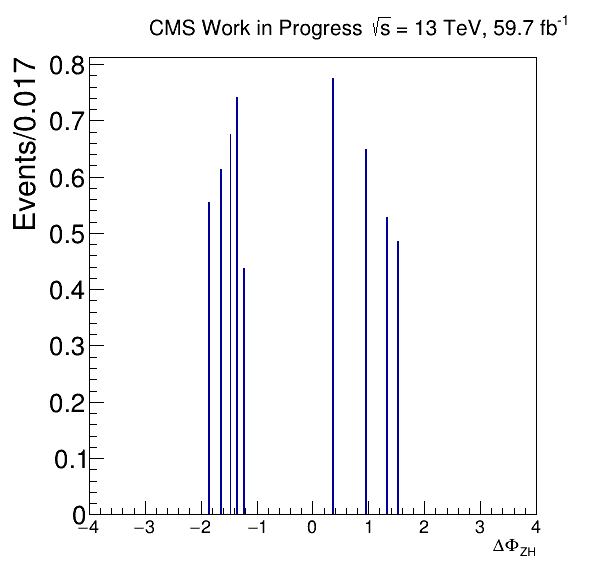 CMS Work in Progress √s = 13 TeV, 59.7 fb⁻¹
Events/0.017
0.8
0.7
0.6
0.5
0.4
0.3
0.2
0.1
0
−4 −3 −2 −1 0 1 2 3 4
ΔΦ_ZH